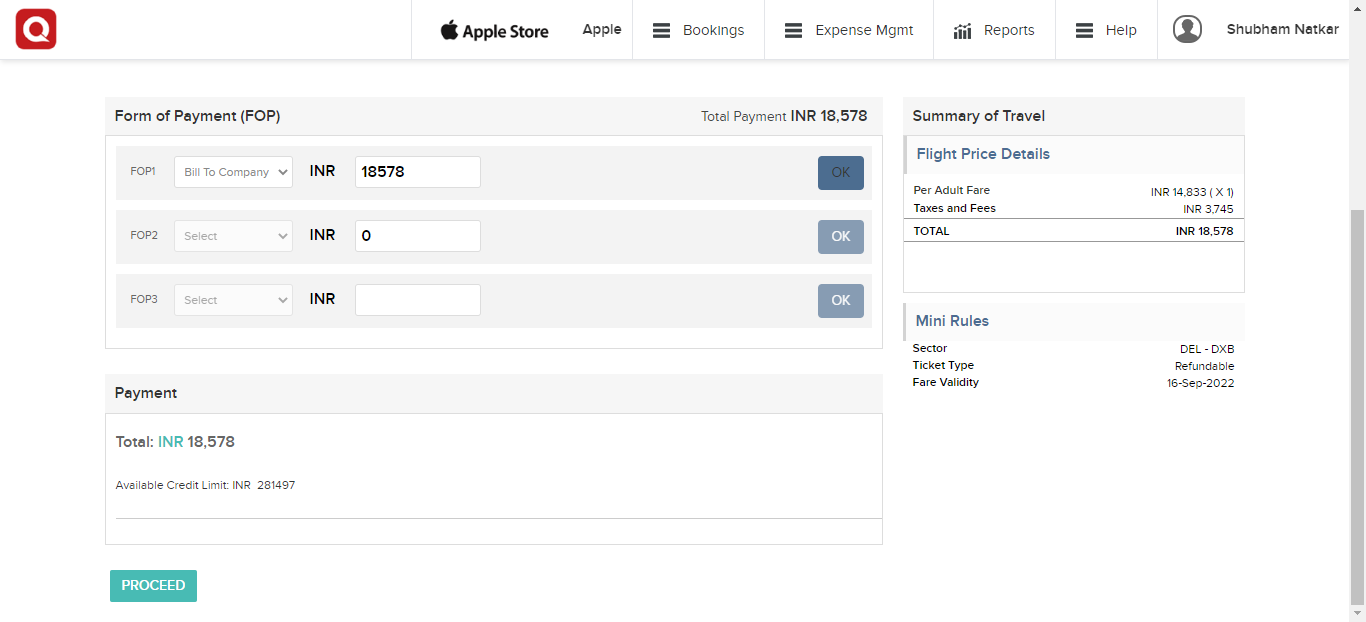 Q Apple Store Apple Bookings Expense Mgmt Reports Help Shubham Natkar
Form of Payment (FOP) Total Payment INR 18,578
FOP1 Bill To Company INR 18578 OK
FOP2 Select INR 0 OK
FOP3 Select INR OK
Payment
Total: INR 18,578
Available Credit Limit: INR 281497
PROCEED
Summary of Travel
Flight Price Details
Per Adult Fare INR 14,833 ( X 1)
Taxes and Fees INR 3,745
TOTAL INR 18,578
Mini Rules
Sector DEL - DXB
Ticket Type Refundable
Fare Validity 16-Sep-2022